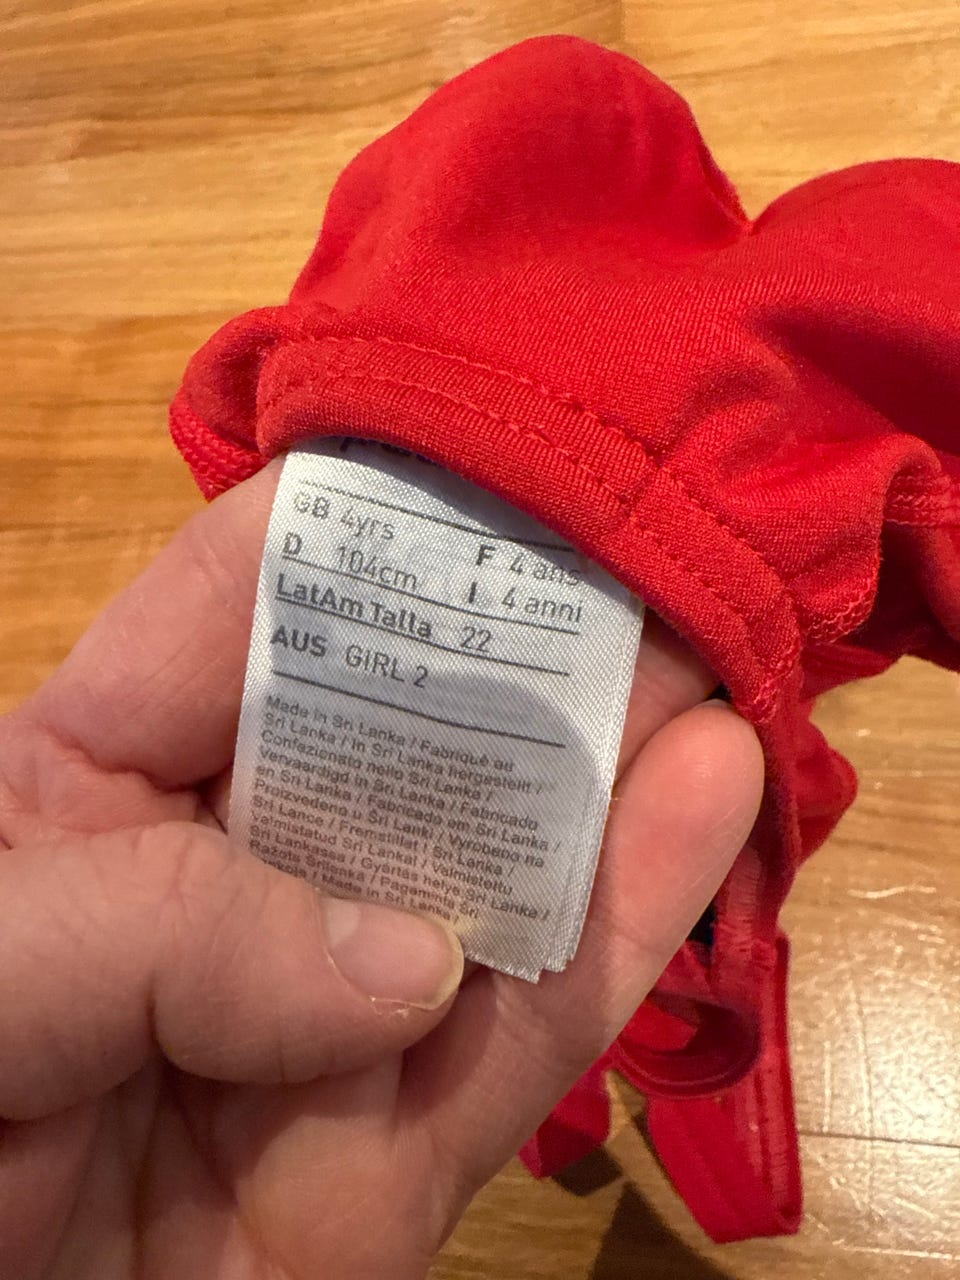 GB 4yrs F 4 ans
D 104cm I 4 anni
LatAm Talla 22
AUS GIRL 2
Made in Sri Lanka / Fabriqué au
Sri Lanka / In Sri Lanka hergestellt /
Confezionato nello Sri Lanka /
Vervaardigd in Sri Lanka / Fabricado
en Sri Lanka / Fabricado em Sri Lanka /
Proizvedeno u Šri Lanki / Vyrobeno na
Srí Lance / Fremstillet i Sri Lanka /
Valmistatud Sri Lankal / Valmistettu
Sri Lankassa / Gyártás helye Sri Lanka /
Ražots Šrilankā / Pagaminta Šri
Lankoje / Made in Sri Lanka /